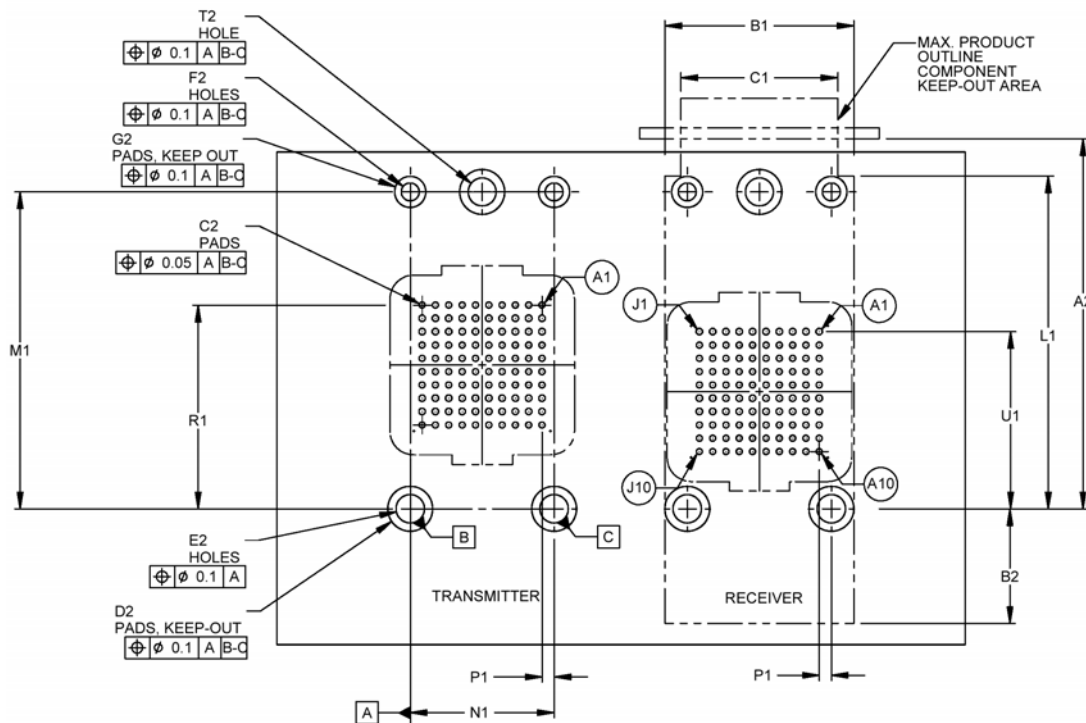 T2
HOLE
⌖ ø 0.1 A B-C
F2
HOLES
⌖ ø 0.1 A B-C
G2
PADS, KEEP OUT
⌖ ø 0.1 A B-C
C2
PADS
⌖ ø 0.05 A B-C
B1
C1
MAX. PRODUCT
OUTLINE
COMPONENT
KEEP-OUT AREA
A1
J1
A1
M1
R1
U1
L1
A2
J10
A10
E2
HOLES
⌖ ø 0.1 A
B
C
D2
PADS, KEEP-OUT
⌖ ø 0.1 A B-C
TRANSMITTER
RECEIVER
B2
P1
P1
A
N1